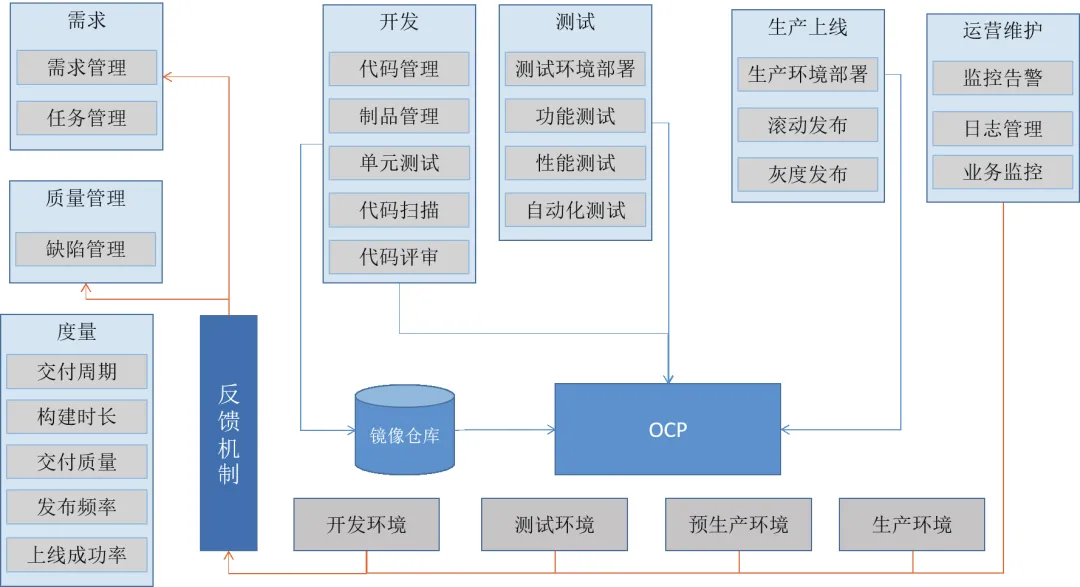 需求
需求管理
任务管理
质量管理
缺陷管理
度量
交付周期
构建时长
交付质量
发布频率
上线成功率
反馈机制
开发
代码管理
制品管理
单元测试
代码扫描
代码评审
测试
测试环境部署
功能测试
性能测试
自动化测试
生产上线
生产环境部署
滚动发布
灰度发布
运营维护
监控告警
日志管理
业务监控
镜像仓库
OCP
开发环境
测试环境
预生产环境
生产环境